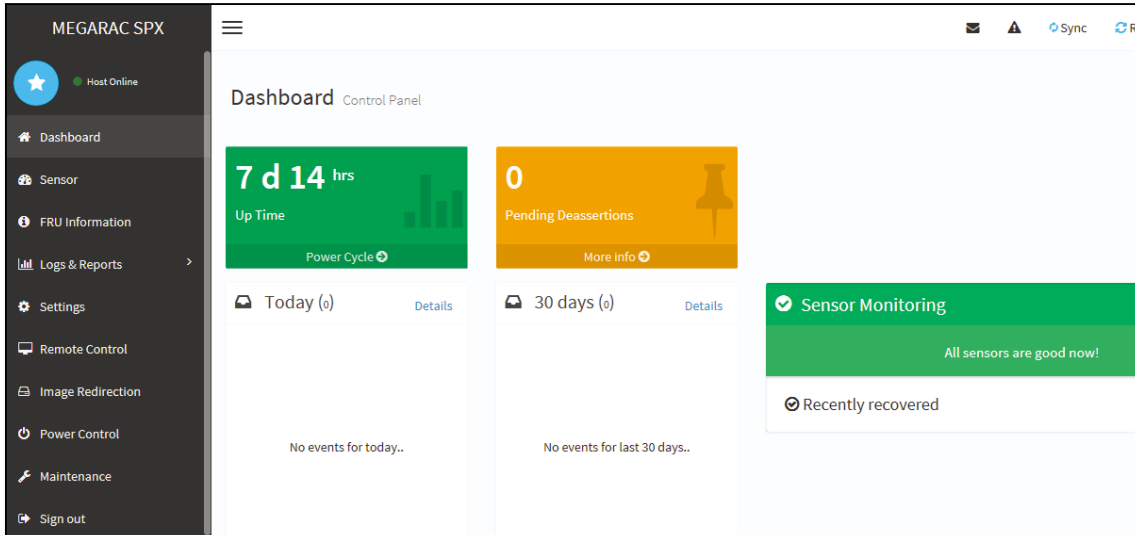 MEGARAC SPX
Host Online
Dashboard
Sensor
FRU Information
Logs & Reports
Settings
Remote Control
Image Redirection
Power Control
Maintenance
Sign out
Sync
R
Dashboard Control Panel
7 d 14 hrs
Up Time
Power Cycle
0
Pending Deassertions
More info
Today (0)
Details
No events for today..
30 days (0)
Details
No events for last 30 days..
Sensor Monitoring
All sensors are good now!
Recently recovered